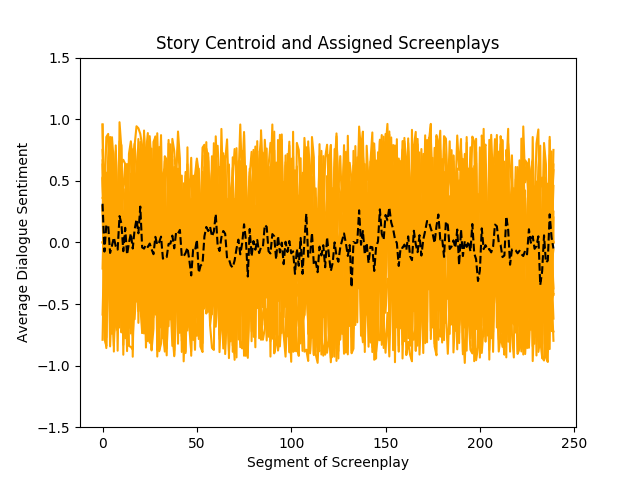 Story Centroid and Assigned Screenplays
1.5
1.0
0.5
0.0
−0.5
−1.0
−1.5
Average Dialogue Sentiment
0 50 100 150 200 250
Segment of Screenplay